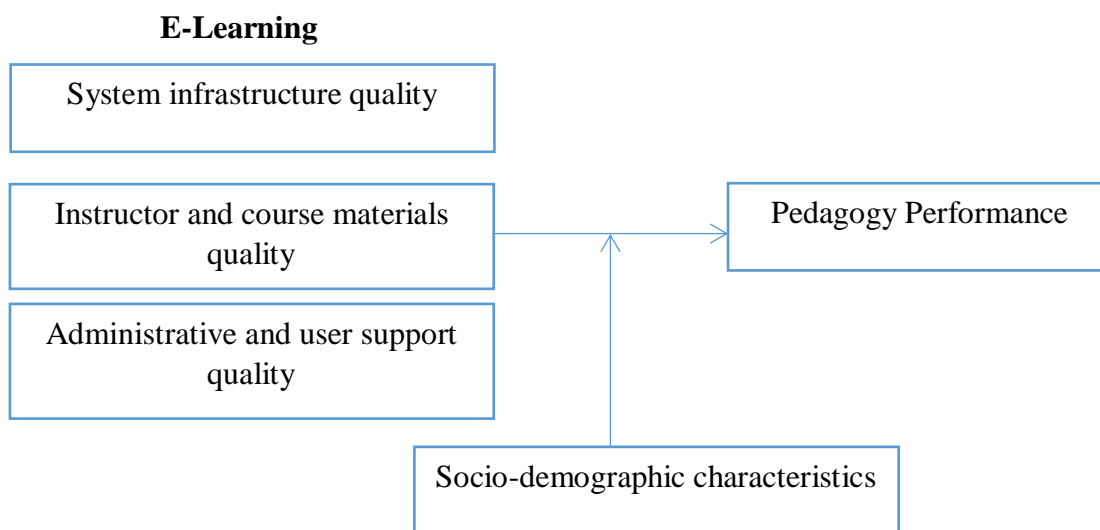 E-Learning
System infrastructure quality
Instructor and course materials
quality
Pedagogy Performance
Administrative and user support
quality
Socio-demographic characteristics